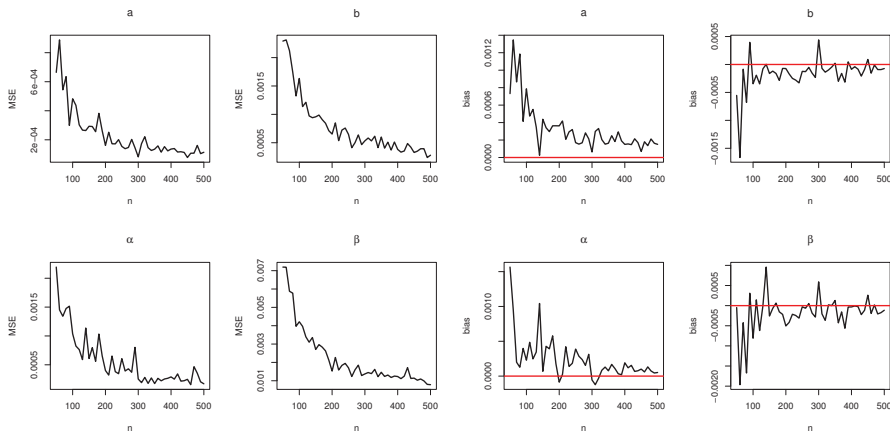 a
MSE
2e−04
6e−04
100
200
300
400
500
n
b
MSE
0.0005
0.0015
100
200
300
400
500
n
a
bias
0.0000
0.0006
0.0012
100
200
300
400
500
n
b
bias
−0.0015
−0.0005
0.0005
100
200
300
400
500
n
α
MSE
0.0005
0.0015
100
200
300
400
500
n
β
MSE
0.001
0.003
0.005
0.007
100
200
300
400
500
n
α
bias
0.0000
0.0010
100
200
300
400
500
n
β
bias
−0.0020
−0.0005
0.0005
100
200
300
400
500
n